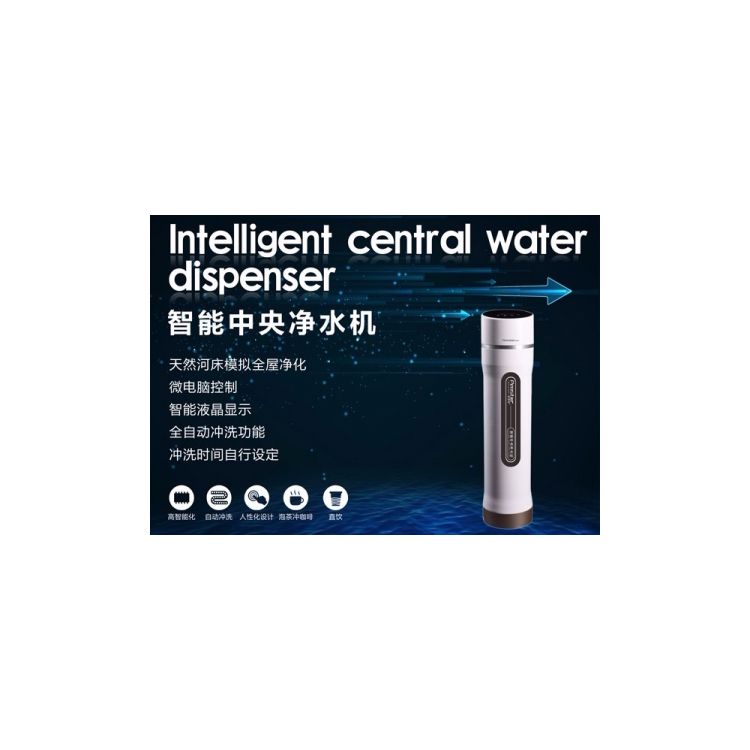 Intelligent central water
dispenser
智能中央净水机
天然河床模拟全屋净化
微电脑控制
智能液晶显示
全自动冲洗功能
冲洗时间自行设定
高智能化 自动冲洗 人性化设计 泡茶冲咖啡 直饮